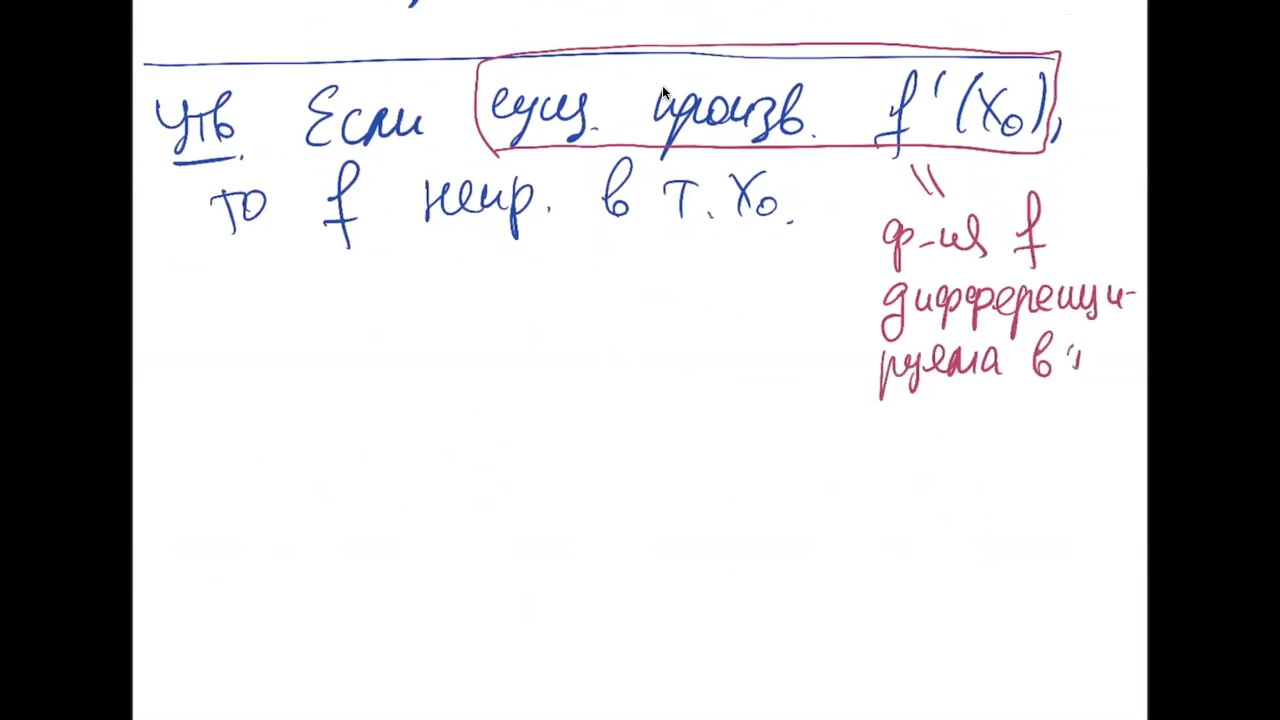 Утв. Если сущ. произв. f'(x₀),
то f непр. в т. x₀.
||
ф-ия f
дифференци-
руема в